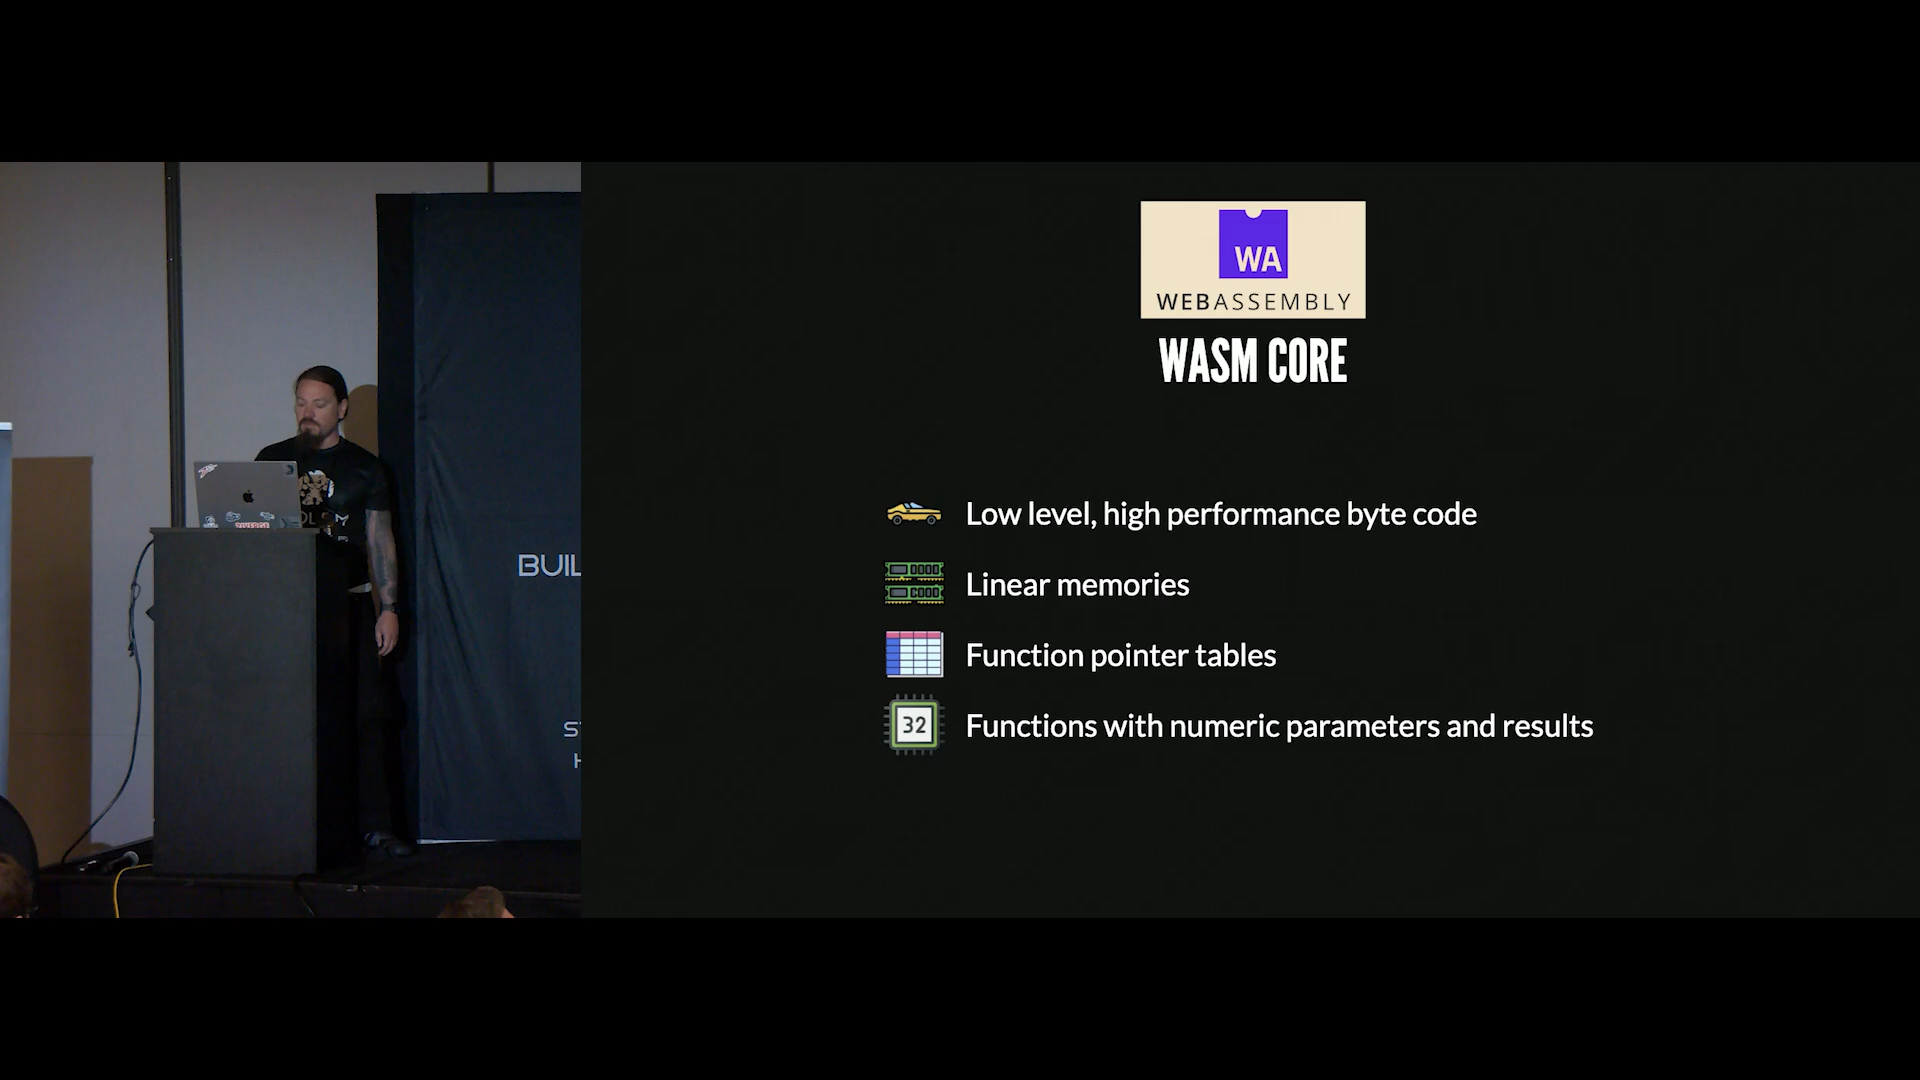 WA
WEBASSEMBLY
WASM CORE
Low level, high performance byte code
Linear memories
Function pointer tables
32 Functions with numeric parameters and results
BUIL